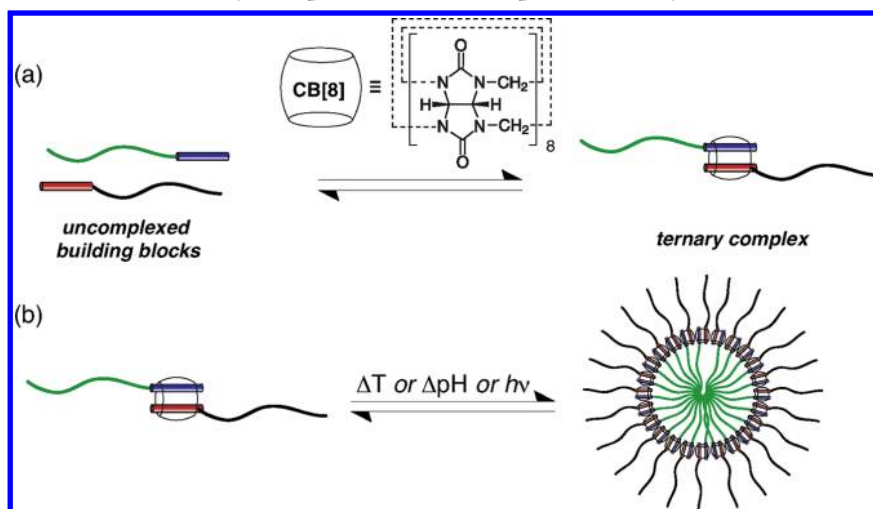 (a)
CB[8]
≡
O
N
N
CH₂
H
H
N
N
CH₂
O
8
uncomplexed
building blocks
ternary complex
(b)
ΔT or ΔpH or hν